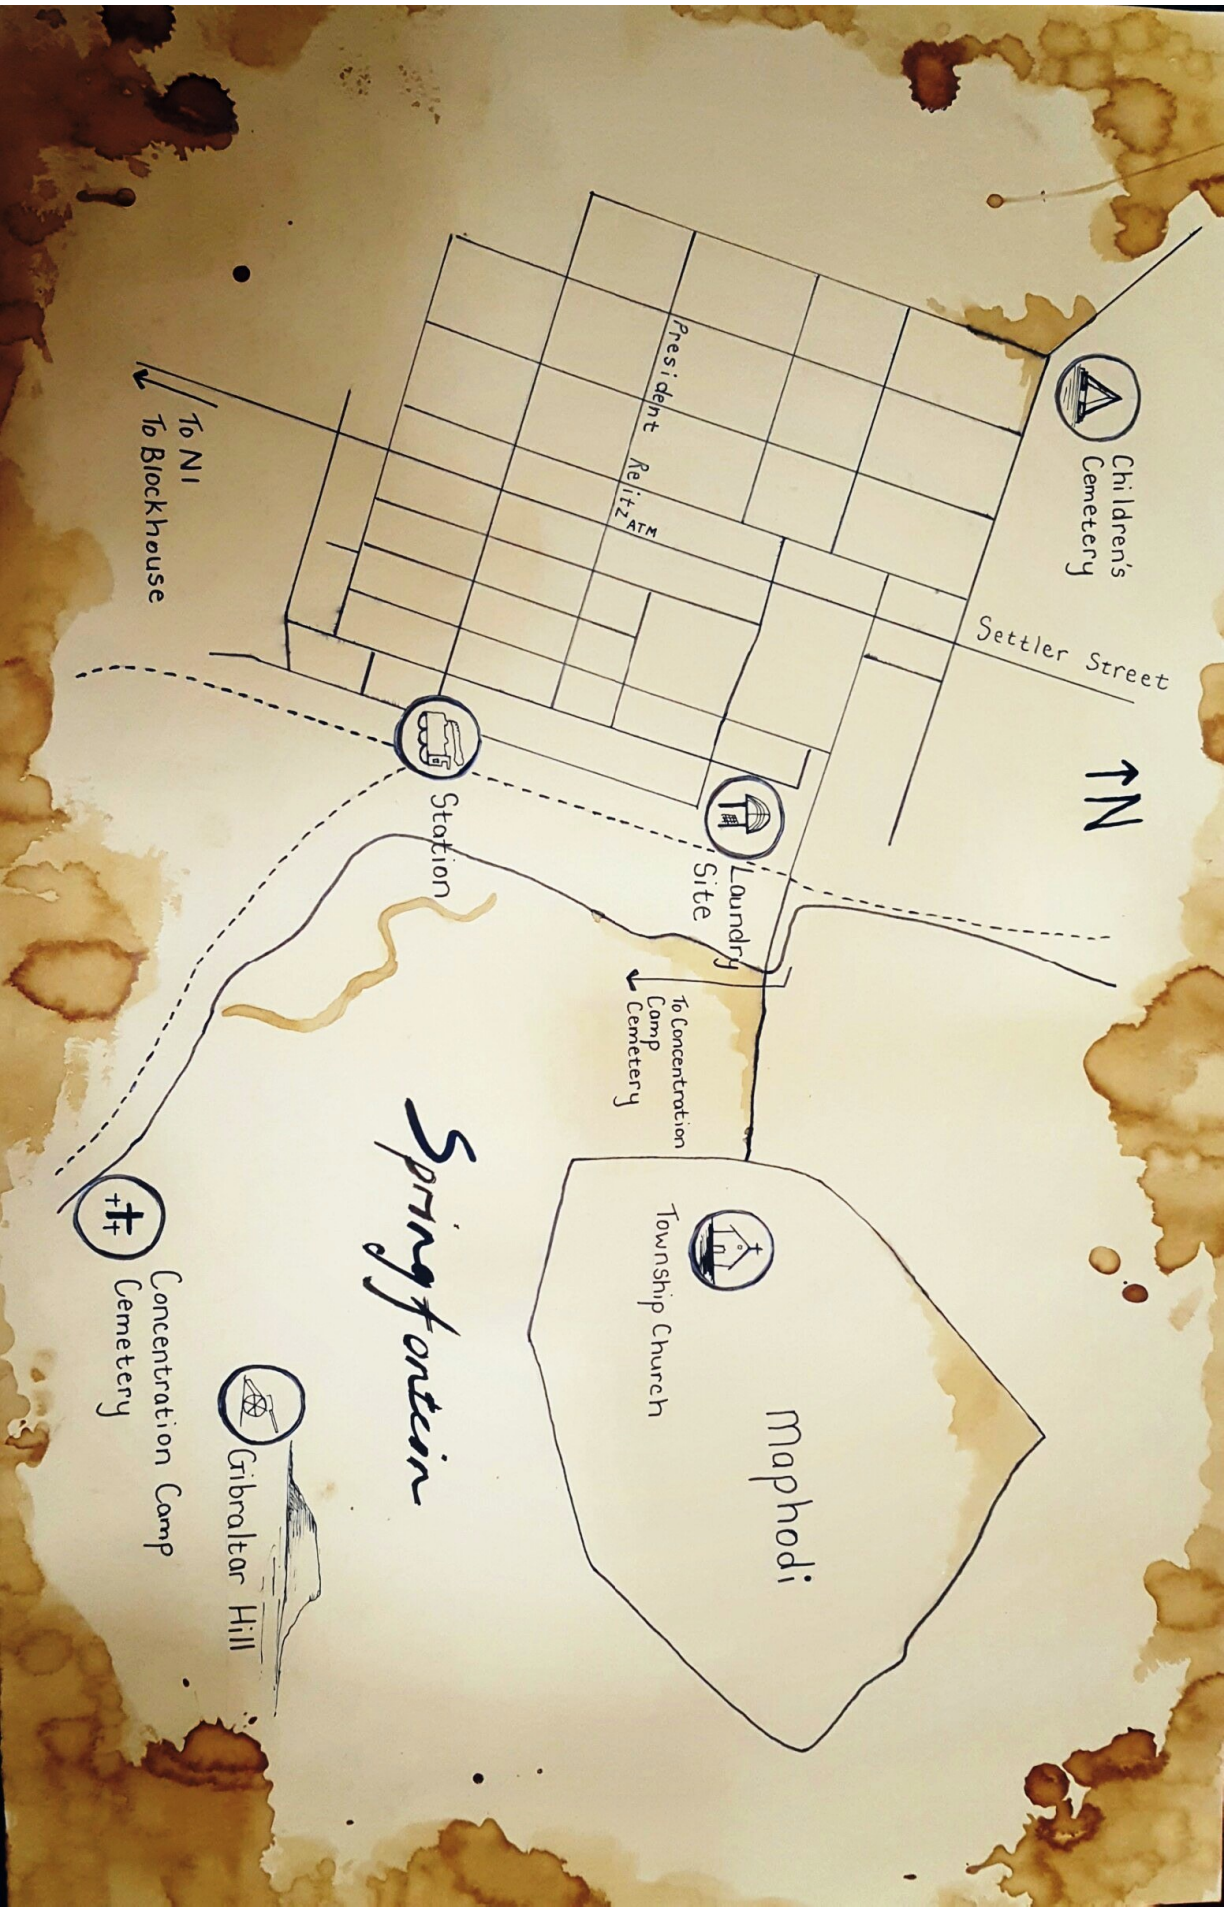 Children's
Cemetery
Settler Street
↑N
President Reitz
ATM
To N1
To Blockhouse
Station
Laundry
Site
To Concentration
Camp
Cemetery
Maphodi
Township Church
Springfontein
Concentration Camp
Cemetery
Gibraltar Hill